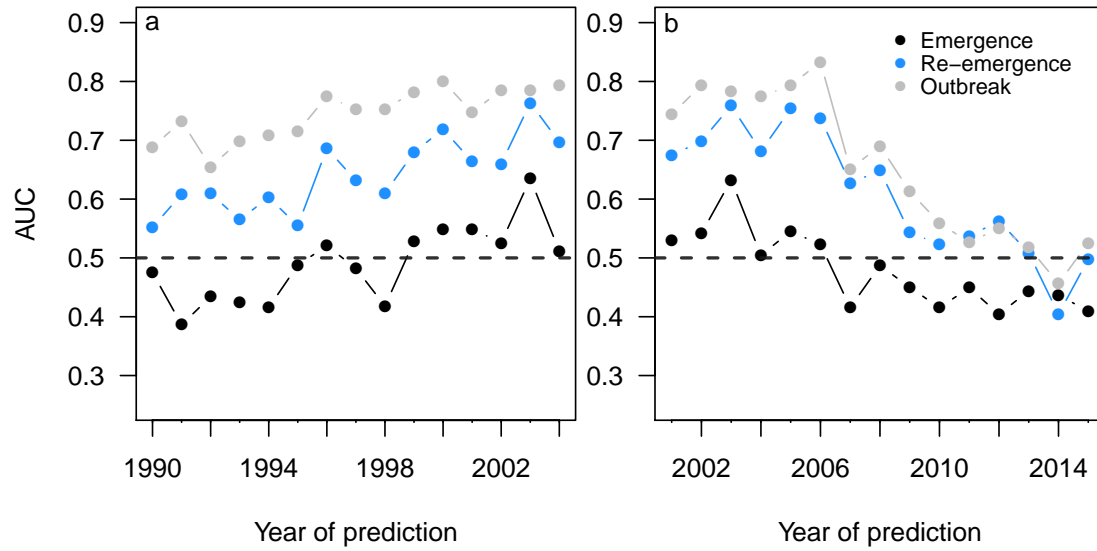 a
AUC
0.9
0.8
0.7
0.6
0.5
0.4
0.3
1990 1994 1998 2002
Year of prediction
b
Emergence
Re−emergence
Outbreak
0.9
0.8
0.7
0.6
0.5
0.4
0.3
2002 2006 2010 2014
Year of prediction